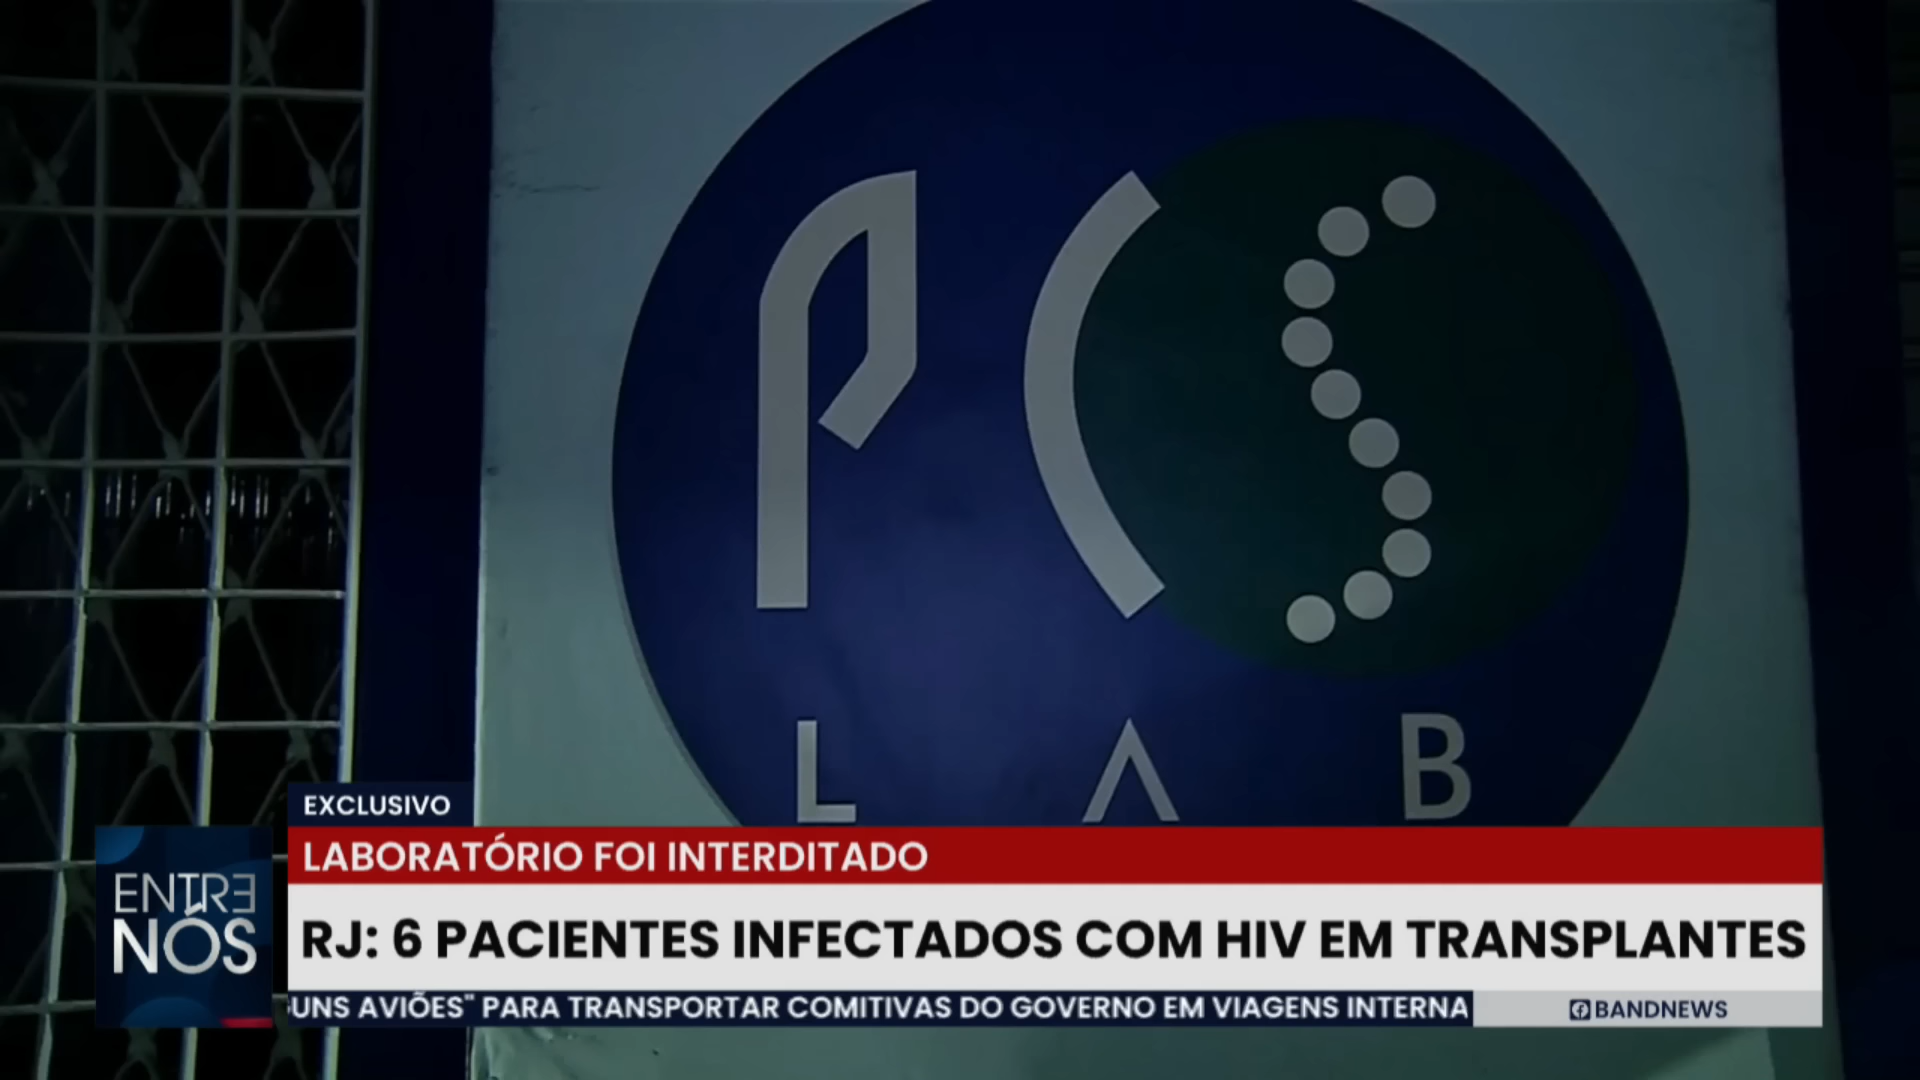 PCS
LAB
EXCLUSIVO
LABORATÓRIO FOI INTERDITADO
ENTRE
NÓS
RJ: 6 PACIENTES INFECTADOS COM HIV EM TRANSPLANTES
UNS AVIÕES" PARA TRANSPORTAR COMITIVAS DO GOVERNO EM VIAGENS INTERNA
BANDNEWS